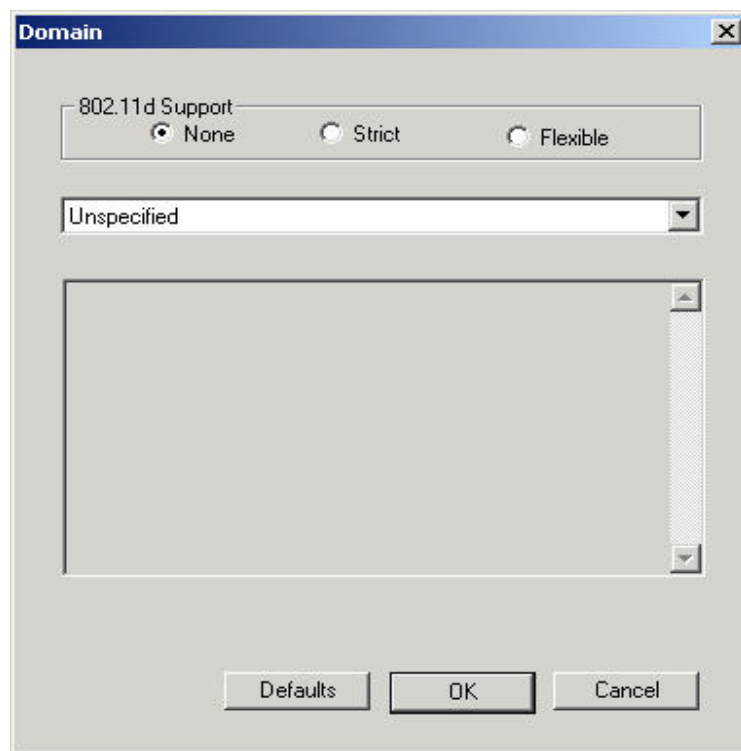 Domain
802.11d Support
None Strict Flexible
Unspecified
Defaults OK Cancel